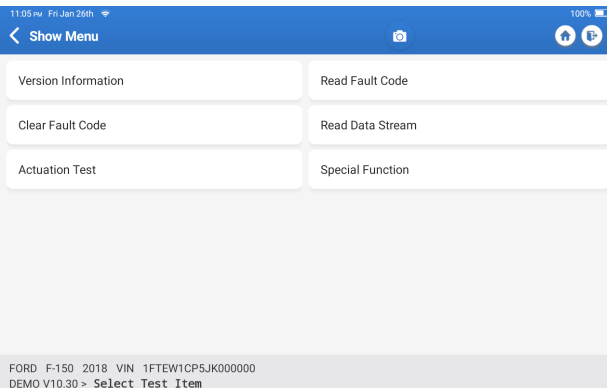 11:05 PM Fri Jan 26th
100%
Show Menu
Version Information
Read Fault Code
Clear Fault Code
Read Data Stream
Actuation Test
Special Function
FORD F-150 2018 VIN 1FTEW1CP5JK000000
DEMO V10.30 > Select Test Item